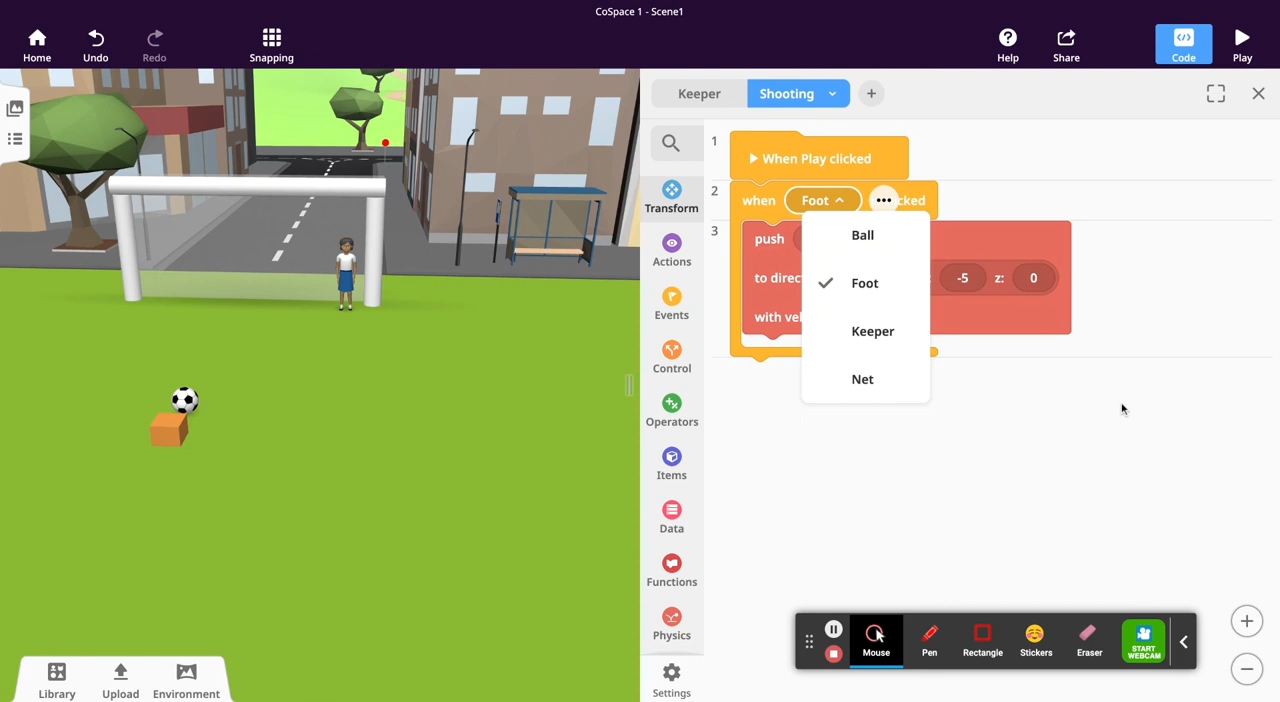 CoSpace 1 - Scene1
Home
Undo
Redo
Snapping
Help
Share
Code
Play
Keeper
Shooting
1
When Play clicked
Transform
2
when Foot cked
Actions
3
push
Ball
to direc -5 z: 0
Foot
with vel
Keeper
Net
Events
Control
Operators
Items
Data
Functions
Physics
Settings
Mouse
Pen
Rectangle
Stickers
Eraser
START
WEBCAM
Library
Upload
Environment